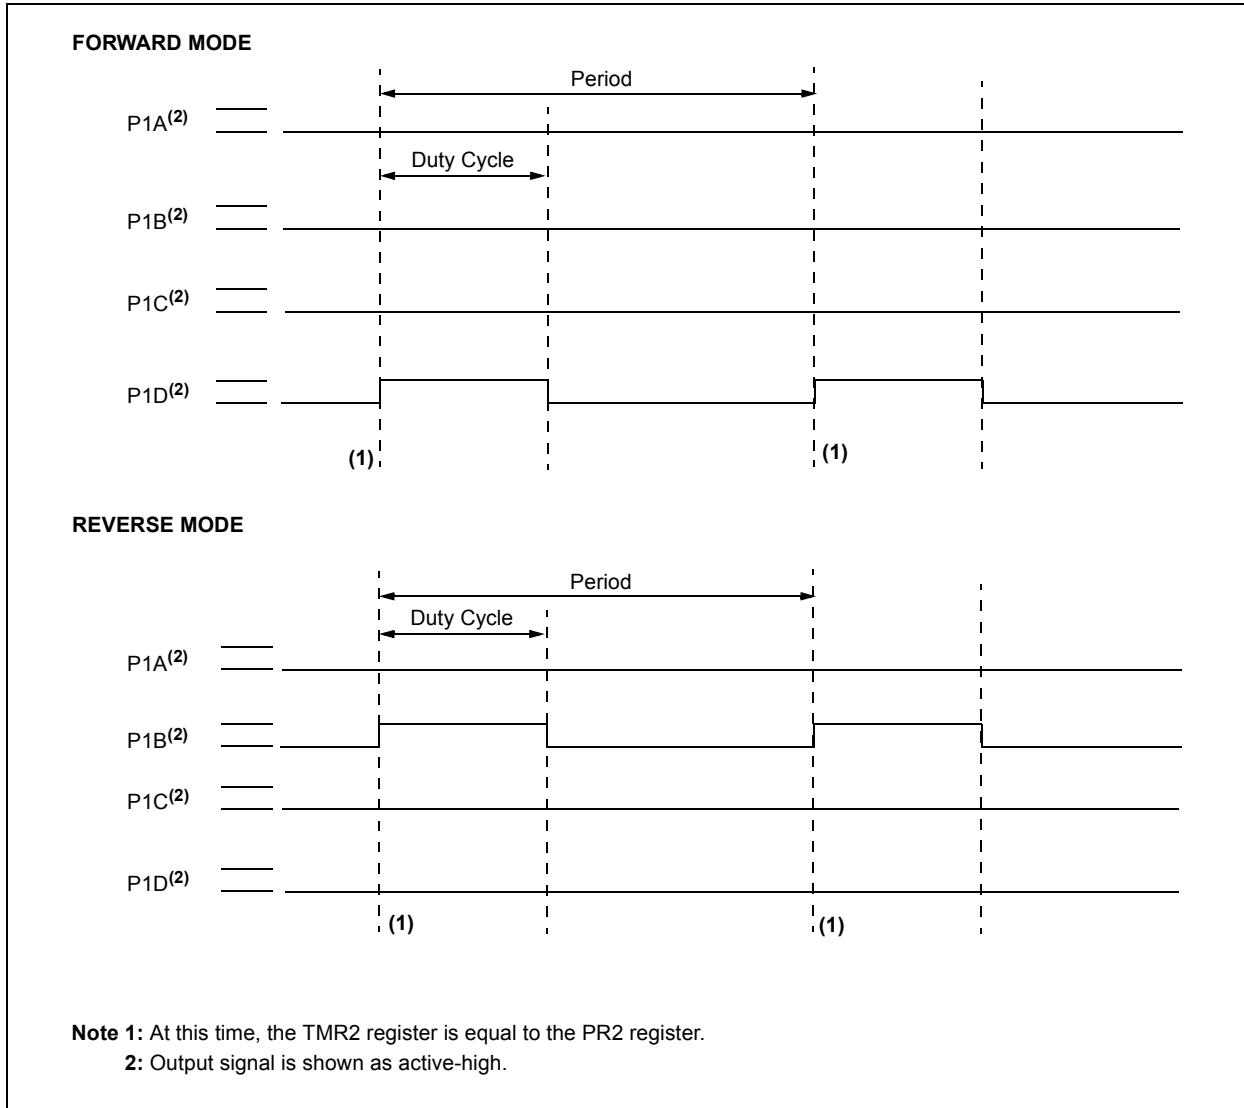 FORWARD MODE
Period
P1A(2)
Duty Cycle
P1B(2)
P1C(2)
P1D(2)
(1)
(1)
REVERSE MODE
Period
Duty Cycle
P1A(2)
P1B(2)
P1C(2)
P1D(2)
(1)
(1)
Note 1: At this time, the TMR2 register is equal to the PR2 register.
2: Output signal is shown as active-high.